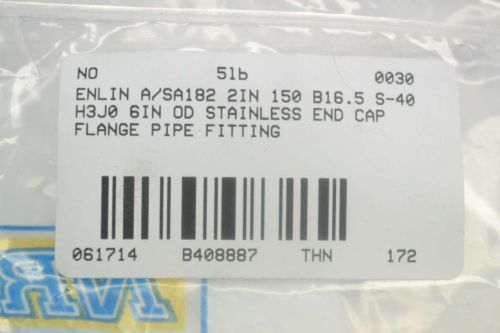 NO 5lb 0030
ENLIN A/SA182 2IN 150 B16.5 S-40
H3J0 6IN OD STAINLESS END CAP
FLANGE PIPE FITTING
061714 B408887 THN 172